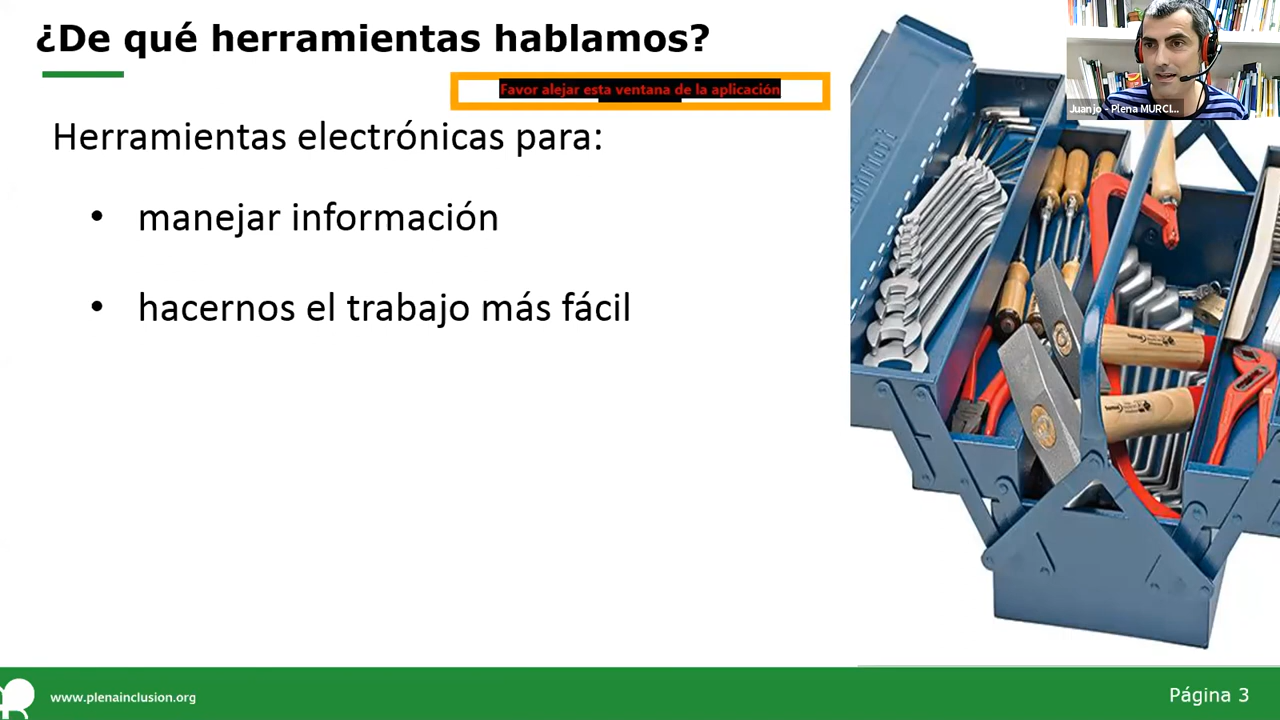 ¿De qué herramientas hablamos?
Favor alejar esta ventana de la aplicación
Juanjo - Plena MURCI...
Herramientas electrónicas para:
• manejar información
• hacernos el trabajo más fácil
www.plenainclusion.org
Página 3